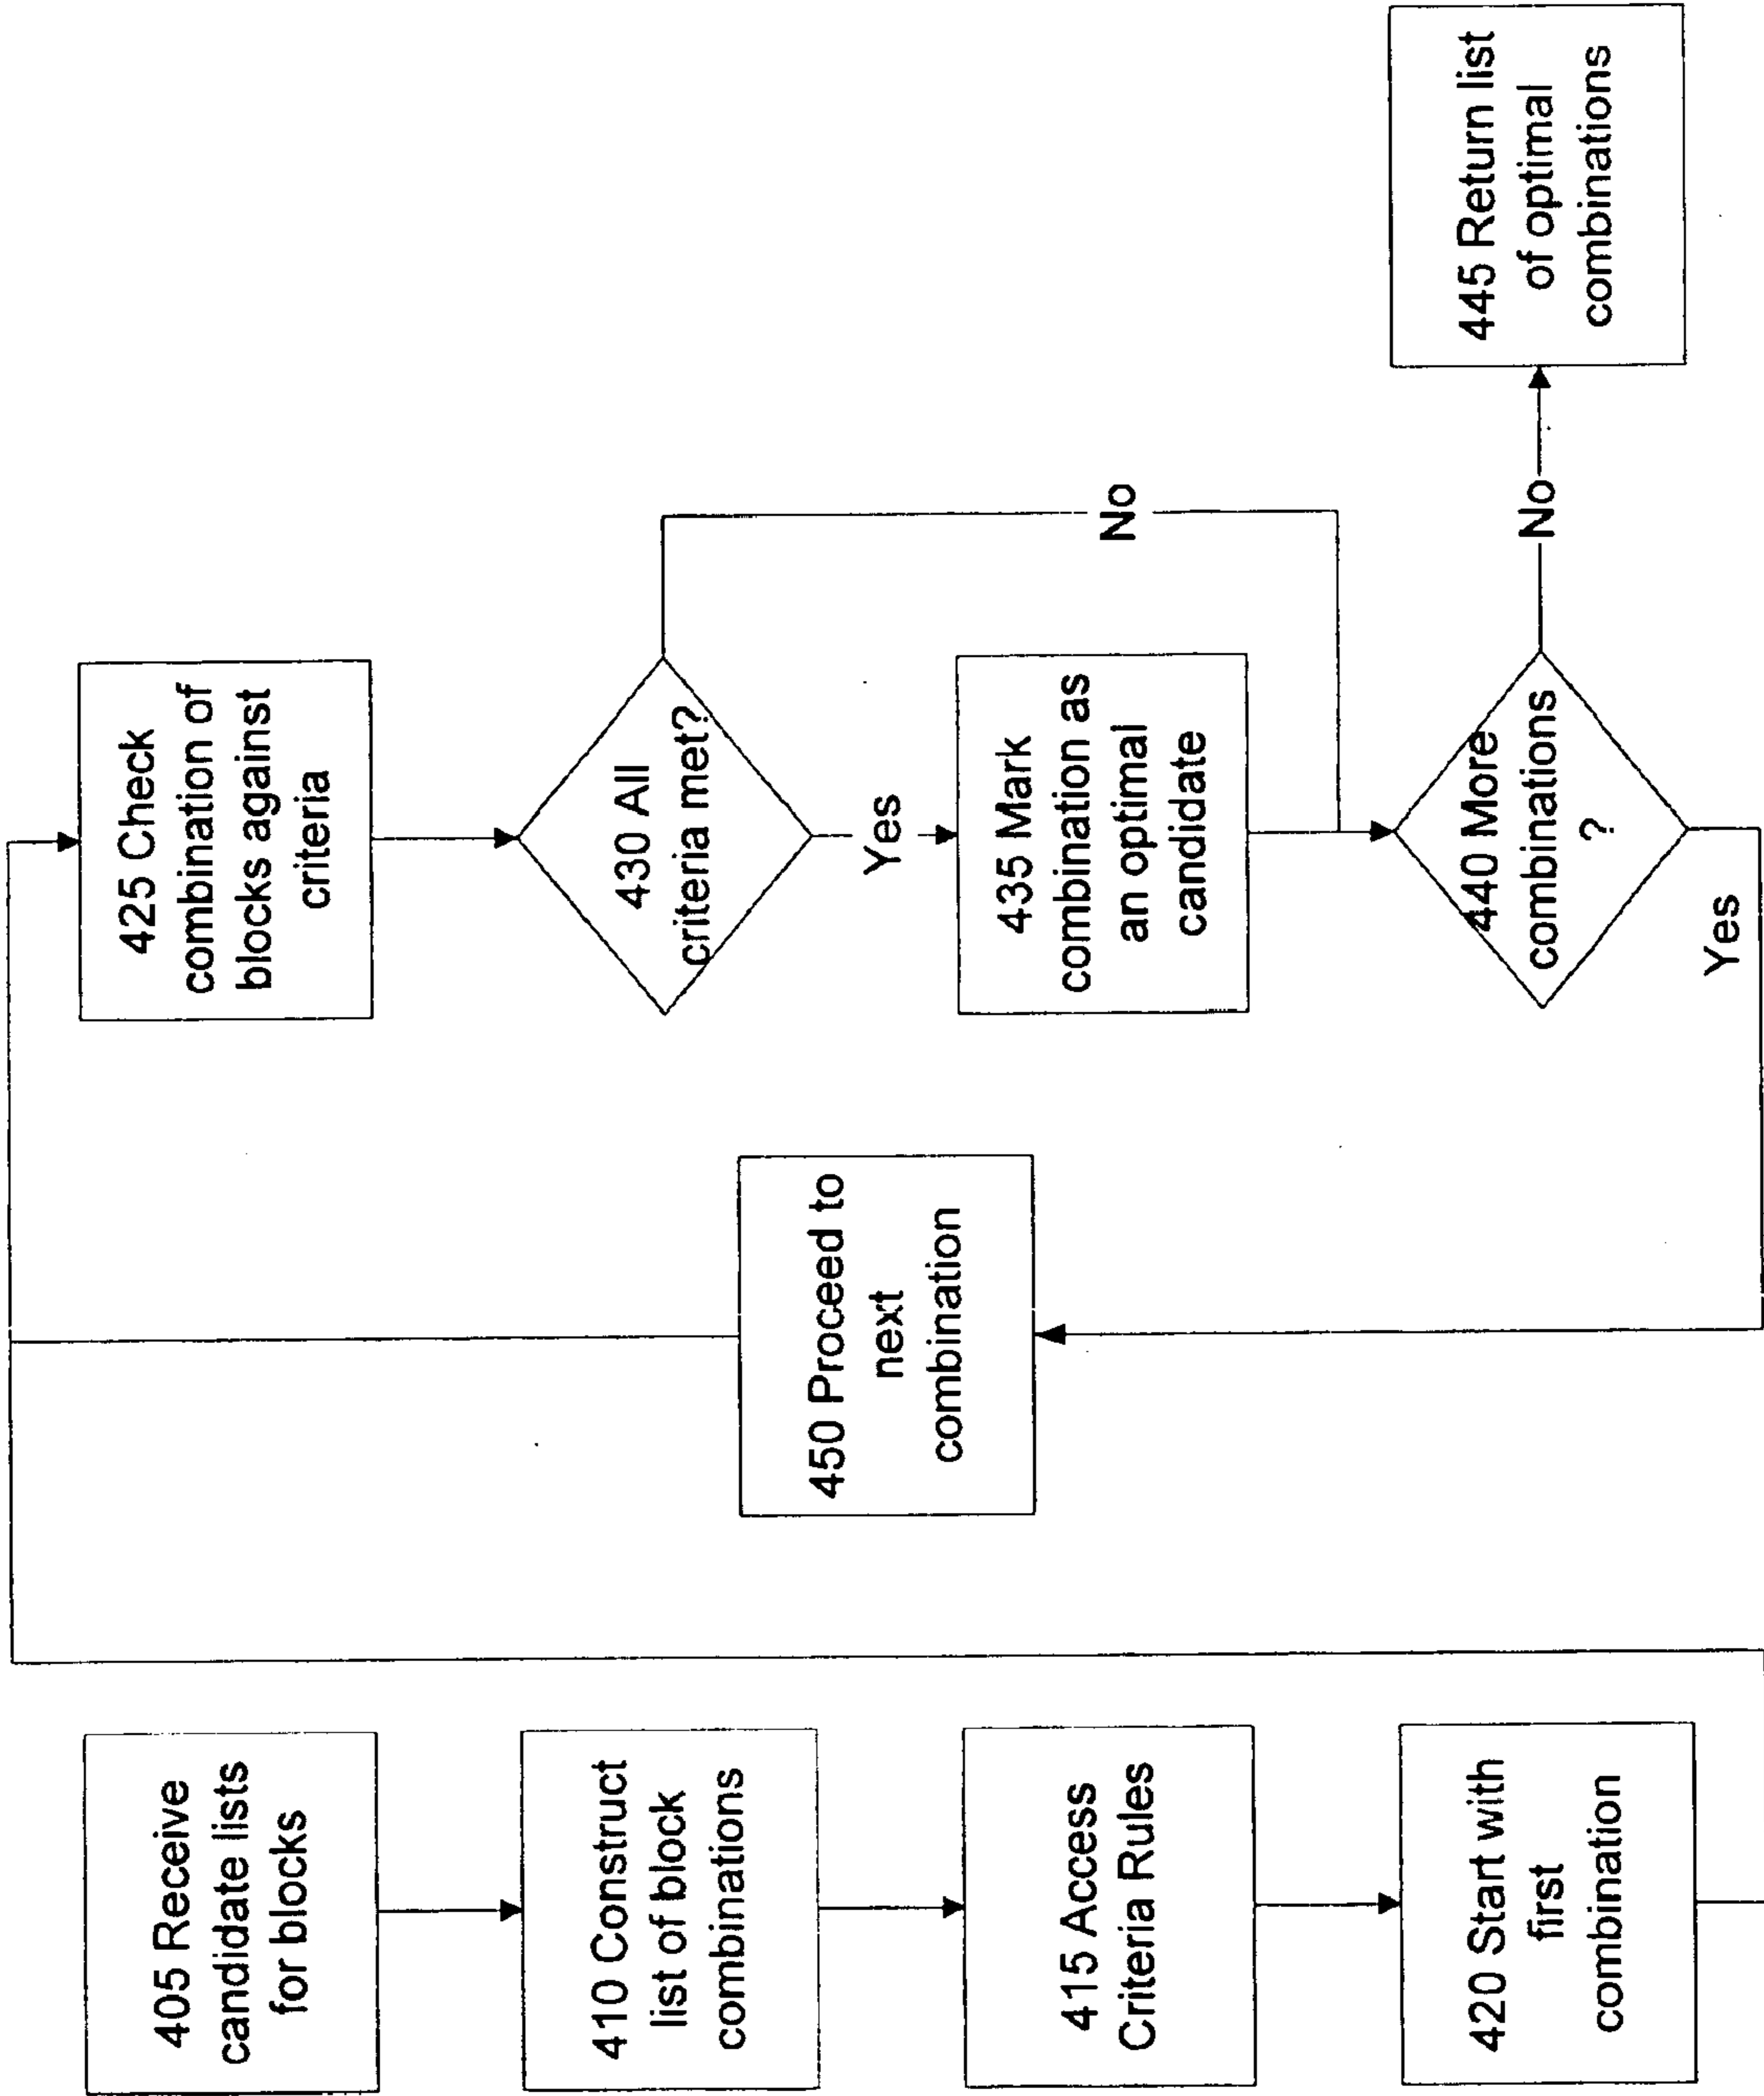 405 Receive
candidate lists
for blocks
410 Construct
list of block
combinations
415 Access
Criteria Rules
420 Start with
first
combination
450 Proceed to
next
combination
425 Check
combination of
blocks against
criteria
430 All
criteria met?
Yes
No
435 Mark
combination as
an optimal
candidate
440 More
combinations
?
Yes
No
445 Return list
of optimal
combinations